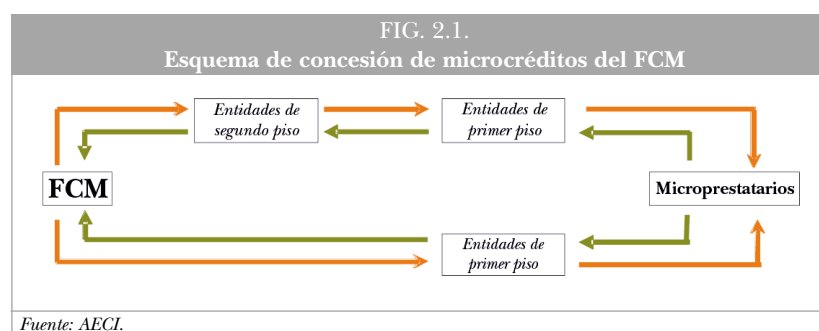 FIG. 2.1.
Esquema de concesión de microcréditos del FCM
Entidades de
segundo piso
Entidades de
primer piso
FCM
Microprestatarios
Entidades de
primer piso
Fuente: AECI.